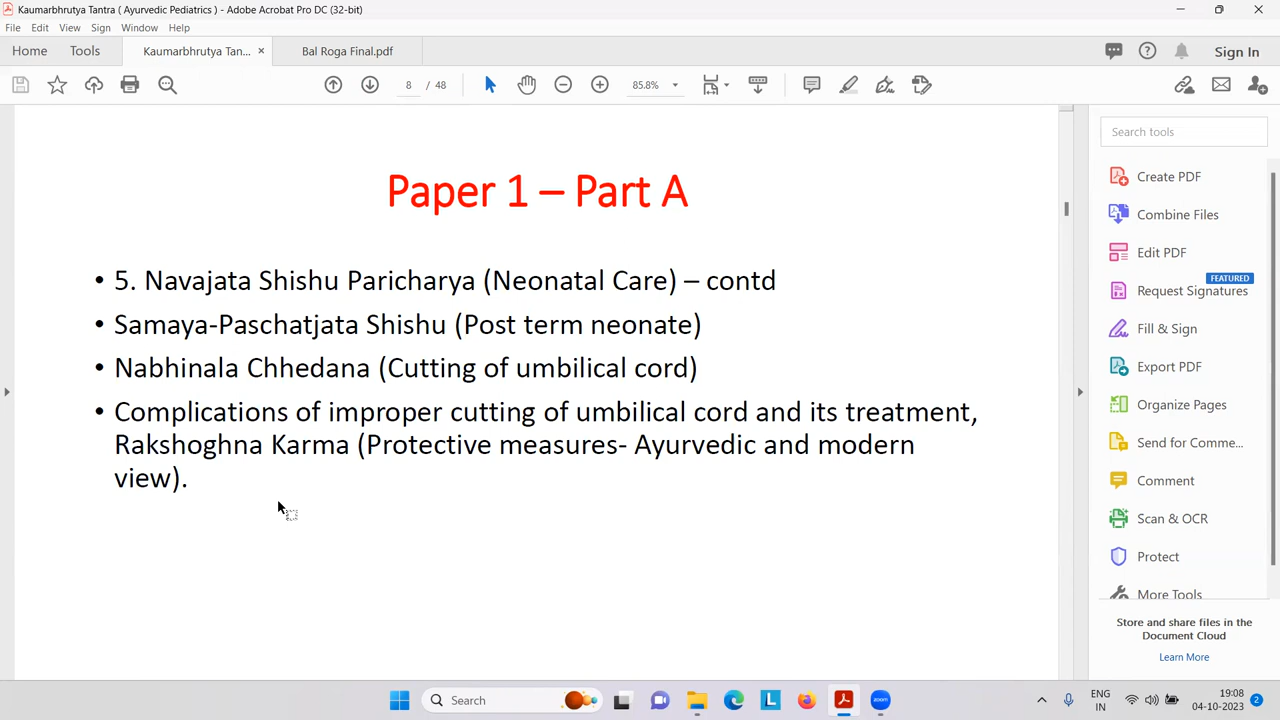 Kaumarbhrutya Tantra ( Ayurvedic Pediatrics ) - Adobe Acrobat Pro DC (32-bit)
File Edit View Sign Window Help
Home Tools Kaumarbhrutya Tan... × Bal Roga Final.pdf Sign In
8 / 48 85.8%
Search tools
Paper 1 – Part A
• 5. Navajata Shishu Paricharya (Neonatal Care) – contd
• Samaya-Paschatjata Shishu (Post term neonate)
• Nabhinala Chhedana (Cutting of umbilical cord)
• Complications of improper cutting of umbilical cord and its treatment,
Rakshoghna Karma (Protective measures- Ayurvedic and modern
view).
Create PDF
Combine Files
Edit PDF
FEATURED
Request Signatures
Fill & Sign
Export PDF
Organize Pages
Send for Comme...
Comment
Scan & OCR
Protect
More Tools
Store and share files in the
Document Cloud
Learn More
Search
L
zoom
ENG
IN
19:08
04-10-2023
2